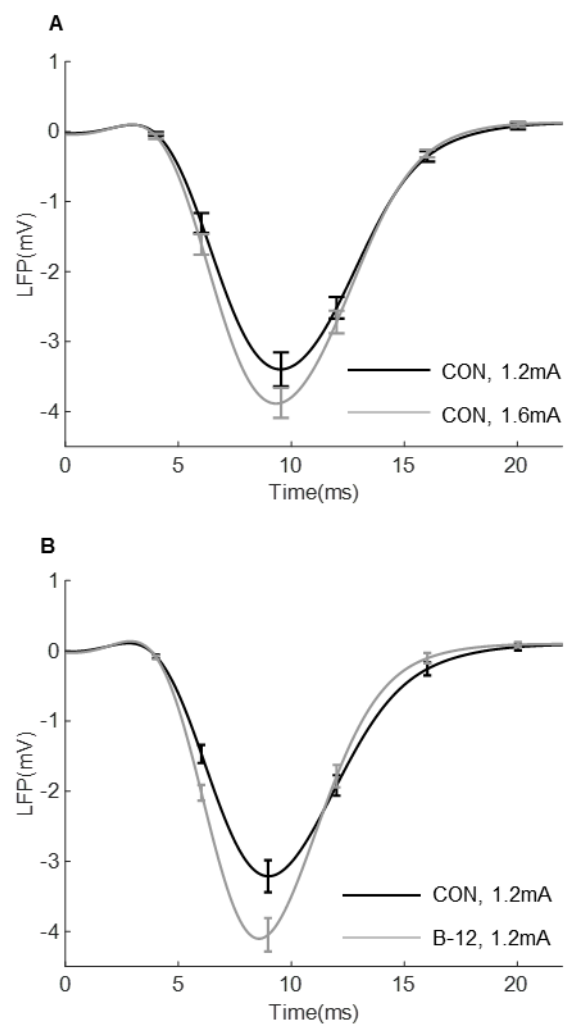 A
1
0
-1
-2
-3
-4
LFP(mV)
CON, 1.2mA
CON, 1.6mA
0 5 10 15 20
Time(ms)
B
1
0
-1
-2
-3
-4
LFP(mV)
CON, 1.2mA
B-12, 1.2mA
0 5 10 15 20
Time(ms)